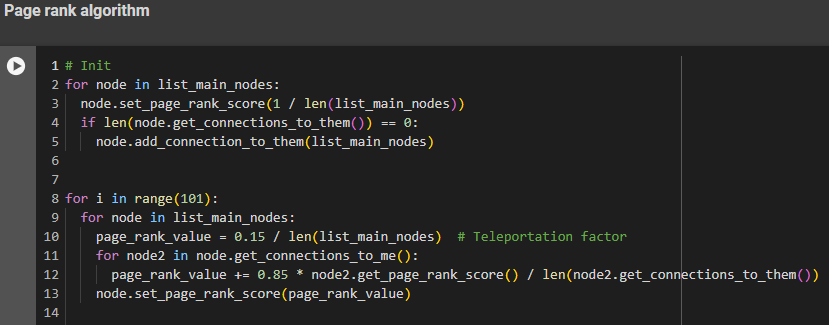 Page rank algorithm
1 # Init
2 for node in list_main_nodes:
3   node.set_page_rank_score(1 / len(list_main_nodes))
4   if len(node.get_connections_to_them()) == 0:
5     node.add_connection_to_them(list_main_nodes)
6
7
8 for i in range(101):
9   for node in list_main_nodes:
10     page_rank_value = 0.15 / len(list_main_nodes)  # Teleportation factor
11     for node2 in node.get_connections_to_me():
12       page_rank_value += 0.85 * node2.get_page_rank_score() / len(node2.get_connections_to_them())
13     node.set_page_rank_score(page_rank_value)
14